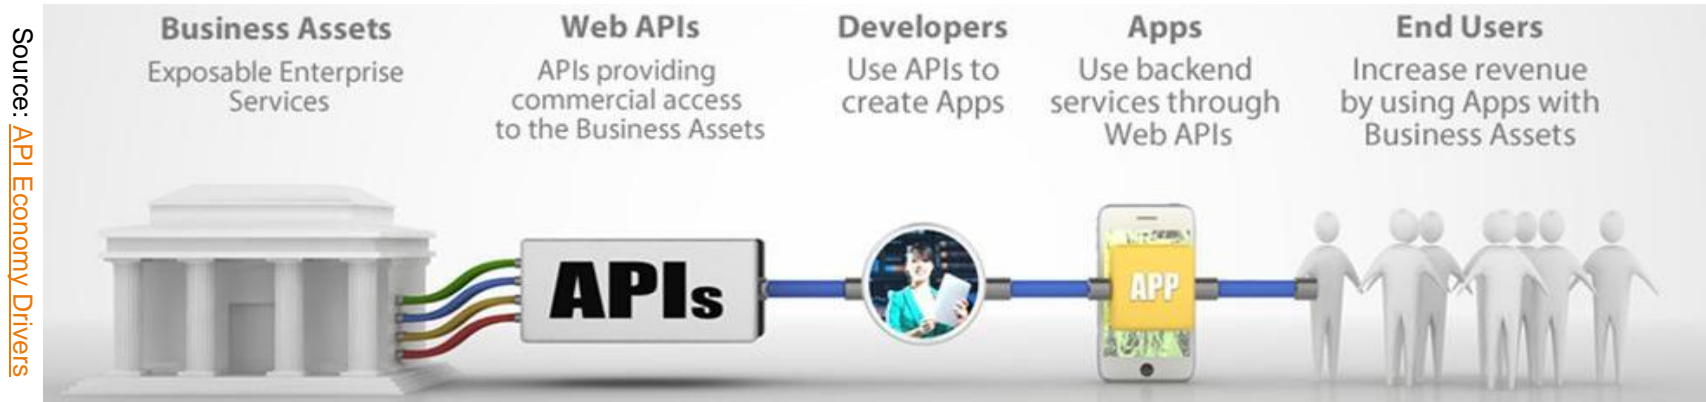 Source: API Economy Drivers
Business Assets
Exposable Enterprise
Services
Web APIs
APIs providing
commercial access
to the Business Assets
Developers
Use APIs to
create Apps
Apps
Use backend
services through
Web APIs
End Users
Increase revenue
by using Apps with
Business Assets
APIs
APP